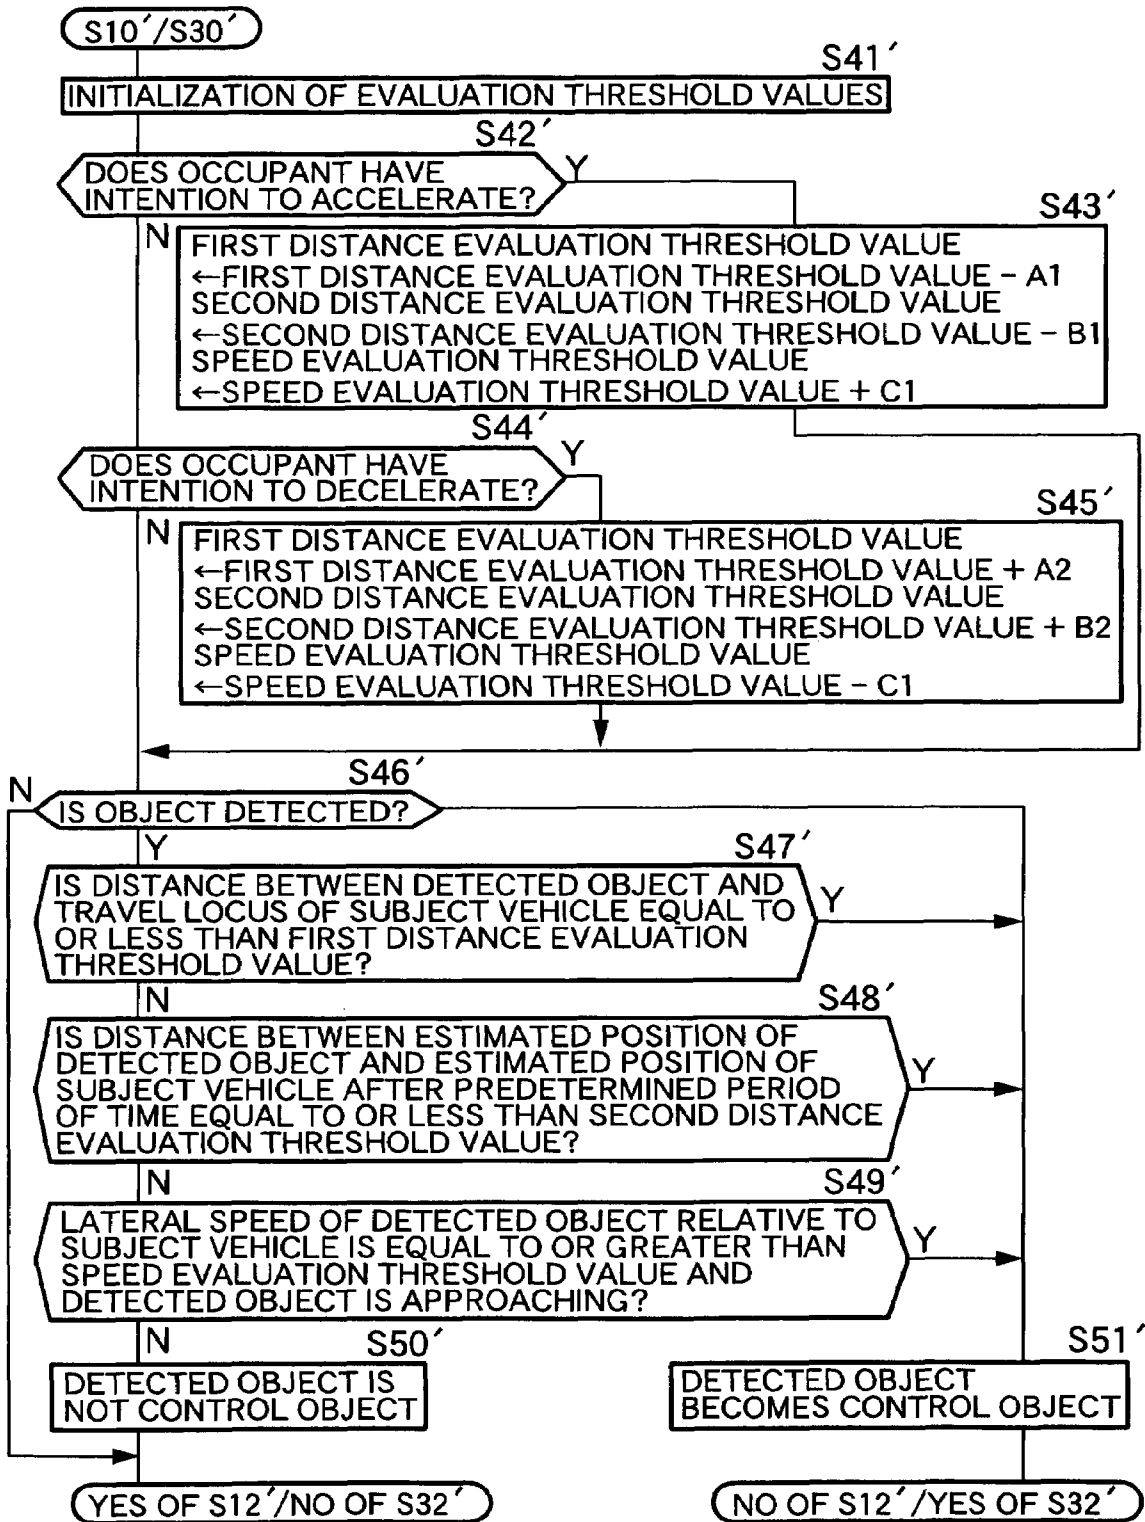 S10′/S30′
S41′
INITIALIZATION OF EVALUATION THRESHOLD VALUES
S42′
DOES OCCUPANT HAVE
INTENTION TO ACCELERATE?
Y
N
S43′
FIRST DISTANCE EVALUATION THRESHOLD VALUE
←FIRST DISTANCE EVALUATION THRESHOLD VALUE – A1
SECOND DISTANCE EVALUATION THRESHOLD VALUE
←SECOND DISTANCE EVALUATION THRESHOLD VALUE – B1
SPEED EVALUATION THRESHOLD VALUE
←SPEED EVALUATION THRESHOLD VALUE + C1
S44′
DOES OCCUPANT HAVE
INTENTION TO DECELERATE?
Y
N
S45′
FIRST DISTANCE EVALUATION THRESHOLD VALUE
←FIRST DISTANCE EVALUATION THRESHOLD VALUE + A2
SECOND DISTANCE EVALUATION THRESHOLD VALUE
←SECOND DISTANCE EVALUATION THRESHOLD VALUE + B2
SPEED EVALUATION THRESHOLD VALUE
←SPEED EVALUATION THRESHOLD VALUE – C1
S46′
N
IS OBJECT DETECTED?
Y
S47′
IS DISTANCE BETWEEN DETECTED OBJECT AND
TRAVEL LOCUS OF SUBJECT VEHICLE EQUAL TO
OR LESS THAN FIRST DISTANCE EVALUATION
THRESHOLD VALUE?
Y
N
S48′
IS DISTANCE BETWEEN ESTIMATED POSITION OF
DETECTED OBJECT AND ESTIMATED POSITION OF
SUBJECT VEHICLE AFTER PREDETERMINED PERIOD
OF TIME EQUAL TO OR LESS THAN SECOND DISTANCE
EVALUATION THRESHOLD VALUE?
Y
N
S49′
LATERAL SPEED OF DETECTED OBJECT RELATIVE TO
SUBJECT VEHICLE IS EQUAL TO OR GREATER THAN
SPEED EVALUATION THRESHOLD VALUE AND
DETECTED OBJECT IS APPROACHING?
Y
N
S50′
DETECTED OBJECT IS
NOT CONTROL OBJECT
S51′
DETECTED OBJECT
BECOMES CONTROL OBJECT
YES OF S12′/NO OF S32′
NO OF S12′/YES OF S32′